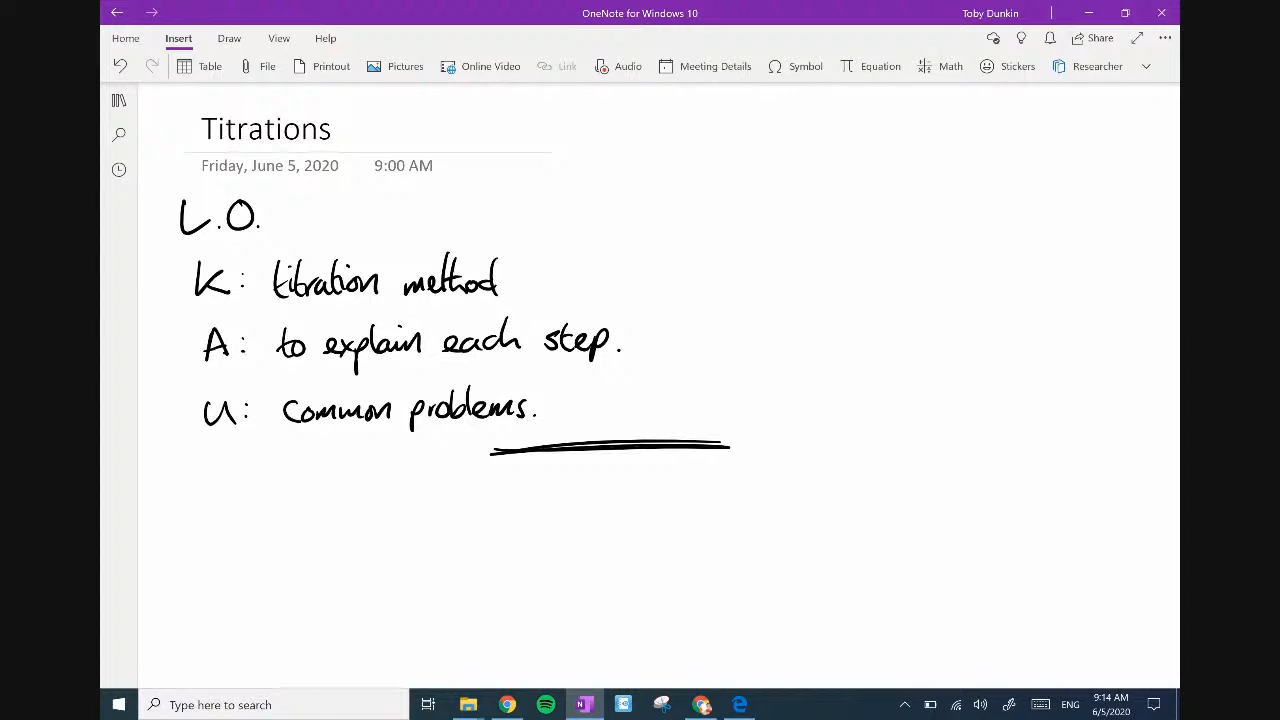 OneNote for Windows 10
Toby Dunkin
Home Insert Draw View Help
Share
Table File Printout Pictures Online Video Link Audio Meeting Details Symbol Equation Math Stickers Researcher
Titrations
Friday, June 5, 2020 9:00 AM
L.O.
K: titration method
A: to explain each step.
U: common problems.
Type here to search
ENG
9:14 AM
6/5/2020